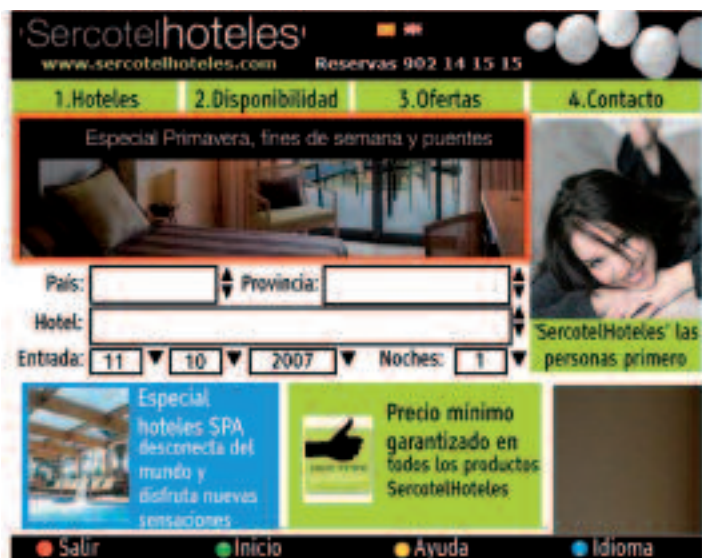 Sercotelhoteles
www.sercotelhoteles.com Reservas 902 14 15 15
1.Hoteles 2.Disponibilidad 3.Ofertas 4.Contacto
Especial Primavera, fines de semana y puentes
País: Provincia:
Hotel:
Entrada: 11 10 2007 Noches: 1
'SercotelHoteles' las
personas primero
Especial
hoteles SPA
desconecta del
mundo y
disfruta nuevas
sensaciones
Precio mínimo
garantizado en
todos los productos
SercotelHoteles
Salir Inicio Ayuda Idioma